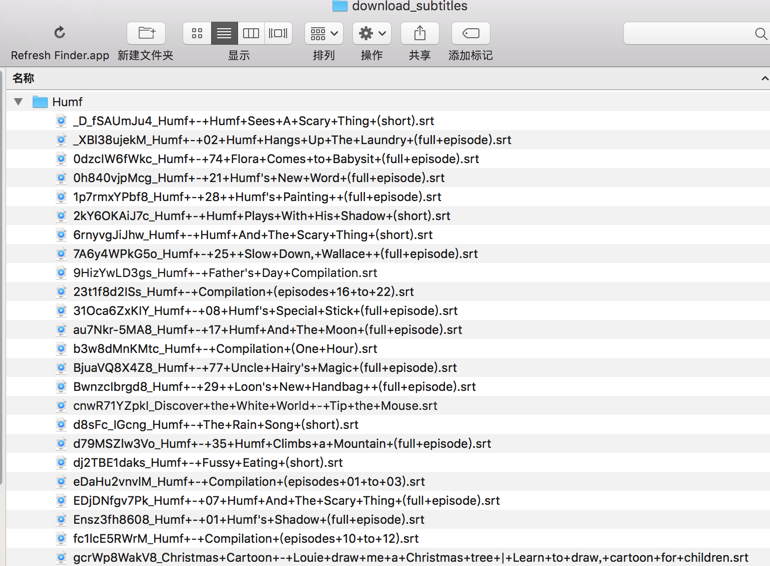 download_subtitles
Refresh Finder.app 新建文件夹 显示 排列 操作 共享 添加标记
名称
Humf
_D_fSAUmJu4_Humf+-+Humf+Sees+A+Scary+Thing+(short).srt
_XBl38ujekM_Humf+-+02+Humf+Hangs+Up+The+Laundry+(full+episode).srt
0dzcIW6fWkc_Humf+-+74+Flora+Comes+to+Babysit+(full+episode).srt
0h840vjpMcg_Humf+-+21+Humf's+New+Word+(full+episode).srt
1p7rmxYPbf8_Humf+-+28++Humf's+Painting++(full+episode).srt
2kY6OKAiJ7c_Humf+-+Humf+Plays+With+His+Shadow+(short).srt
6rnyvgJiJhw_Humf+-+Humf+And+The+Scary+Thing+(short).srt
7A6y4WPkG5o_Humf+-+25++Slow+Down,+Wallace++(full+episode).srt
9HizYwLD3gs_Humf+-+Father's+Day+Compilation.srt
23t1f8d2ISs_Humf+-+Compilation+(episodes+16+to+22).srt
31Oca6ZxKlY_Humf+-+08+Humf's+Special+Stick+(full+episode).srt
au7Nkr-5MA8_Humf+-+17+Humf+And+The+Moon+(full+episode).srt
b3w8dMnKMtc_Humf+-+Compilation+(One+Hour).srt
BjuaVQ8X4Z8_Humf+-+77+Uncle+Hairy's+Magic+(full+episode).srt
BwnzcIbrgd8_Humf+-+29++Loon's+New+Handbag++(full+episode).srt
cnwR71YZpkI_Discover+the+White+World+-+Tip+the+Mouse.srt
d8sFc_IGcng_Humf+-+The+Rain+Song+(short).srt
d79MSZlw3Vo_Humf+-+35+Humf+Climbs+a+Mountain+(full+episode).srt
dj2TBE1daks_Humf+-+Fussy+Eating+(short).srt
eDaHu2vnvIM_Humf+-+Compilation+(episodes+01+to+03).srt
EDjDNfgv7Pk_Humf+-+07+Humf+And+The+Scary+Thing+(full+episode).srt
Ensz3fh8608_Humf+-+01+Humf's+Shadow+(full+episode).srt
fc1lcE5RWrM_Humf+-+Compilation+(episodes+10+to+12).srt
gcrWp8WakV8_Christmas+Cartoon+-+Louie+draw+me+a+Christmas+tree+|+Learn+to+draw,+cartoon+for+children.srt